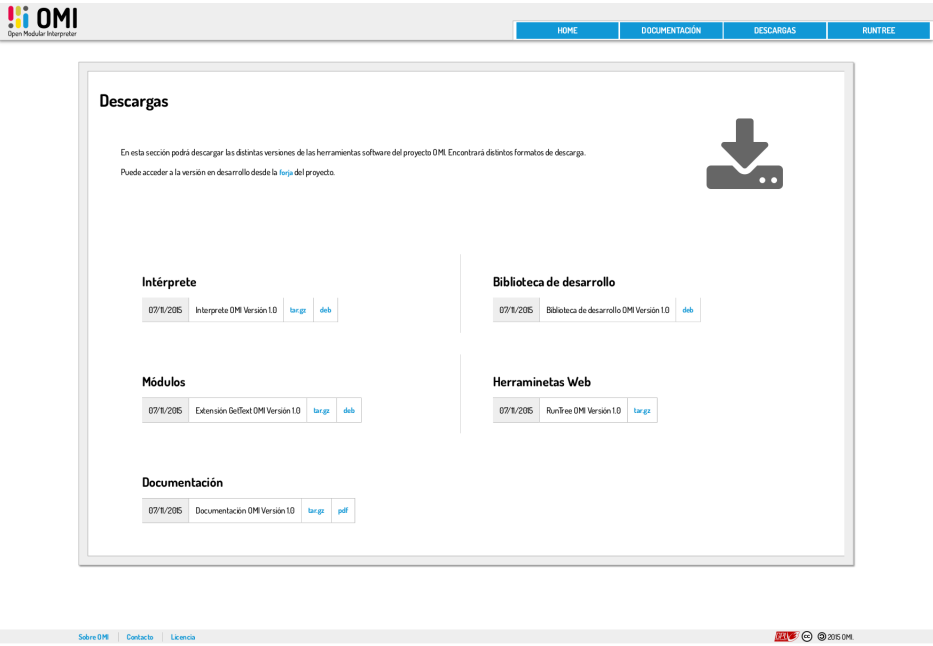 OMI
Open Modular Interpreter
HOME DOCUMENTACIÓN DESCARGAS RUNTREE
Descargas
En esta sección podrá descargar las distintas versiones de las herramientas software del proyecto OMI. Encontrará distintos formatos de descarga.
Puede acceder a la versión en desarrollo desde la forja del proyecto.
Intérprete
07/11/2015 Interprete OMI Versión 1.0 tar.gz deb
Biblioteca de desarrollo
07/11/2015 Biblioteca de desarrollo OMI Versión 1.0 deb
Módulos
07/11/2015 Extensión GetText OMI Versión 1.0 tar.gz deb
Herraminetas Web
07/11/2015 RunTree OMI Versión 1.0 tar.gz
Documentación
07/11/2015 Documentación OMI Versión 1.0 tar.gz pdf
Sobre OMI Contacto Licencia 2015 OMI.